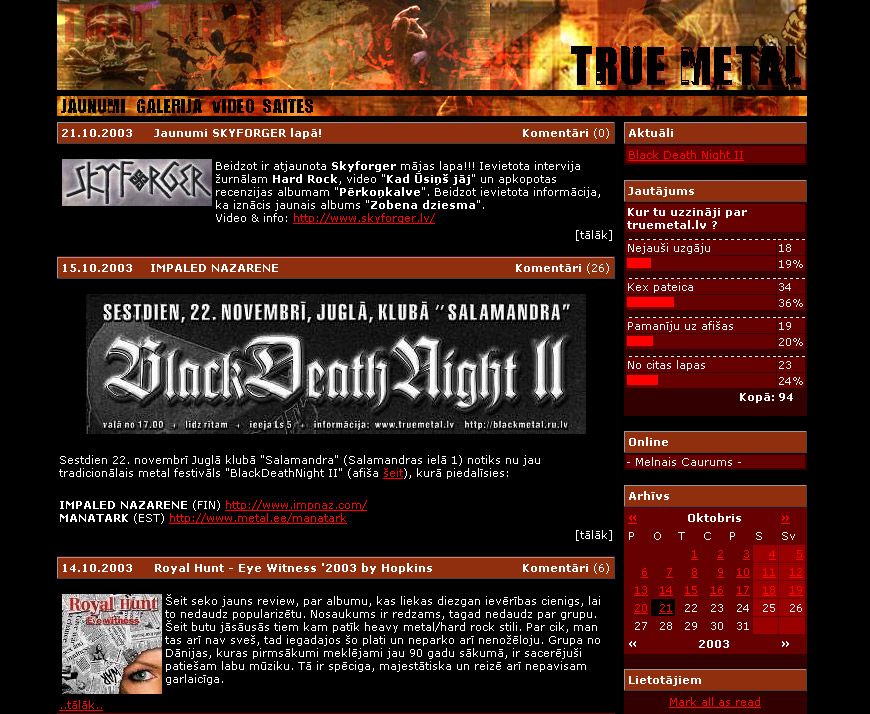 TRUE METAL
JAUNUMI GALERIJA VIDEO SAITES
21.10.2003 Jaunumi SKYFORGER lapā! Komentāri (0)
SKYFORGER
Beidzot ir atjaunota Skyforger mājas lapa!!! Ievietota intervija
žurnālam Hard Rock, video "Kad Ūsiņš jāj" un apkopotas
recenzijas albumam "Pērkoņkalve". Beidzot ievietota informācija,
ka iznācis jaunais albums "Zobena dziesma".
Video & info: http://www.skyforger.lv/
[tālāk]
15.10.2003 IMPALED NAZARENE Komentāri (26)
SESTDIEN, 22. NOVEMBRĪ, JUGLĀ, KLUBĀ "SALAMANDRA"
BlackDeathNight II
vaļā no 17.00 + līdz rītam + ieeja Ls 5 + informācija: www.truemetal.lv http://blackmetal.ru.lv
Sestdien 22. novembrī Juglā klubā "Salamandra" (Salamandras ielā 1) notiks nu jau
tradicionālais metal festivāls "BlackDeathNight II" (afiša šeit), kurā piedalīsies:
IMPALED NAZARENE (FIN) http://www.impnaz.com/
MANATARK (EST) http://www.metal.ee/manatark
[tālāk]
14.10.2003 Royal Hunt - Eye Witness '2003 by Hopkins Komentāri (6)
Royal Hunt
Eyewitness
Šeit seko jauns review, par albumu, kas liekas diezgan ievērības cienigs, lai
to nedaudz popularizētu. Nosaukums ir redzams, tagad nedaudz par grupu.
Šeit butu jāsāusās tiem kam patīk heavy metal/hard rock stili. Par cik, man
tas arī nav svešs, tad iegadajos šo plati un neparko arī nenožēloju. Grupa no
Dānijas, kuras pirmsākumi meklējami jau 90 gadu sākumā, ir sacerējuši
patiešam labu mūziku. Tā ir spēciga, majestātiska un reizē arī nepavisam
garlaicīga.
..tālāk..
Aktuāli
Black Death Night II
Jautājums
Kur tu uzzināji par
truemetal.lv ?
Nejauši uzgāju 18
19%
Kex pateica 34
36%
Pamanīju uz afišas 19
20%
No citas lapas 23
24%
Kopā: 94
Online
- Melnais Caurums -
Arhīvs
« Oktobris »
P O T C P S Sv
1 2 3 4 5
6 7 8 9 10 11 12
13 14 15 16 17 18 19
20 21 22 23 24 25 26
27 28 29 30 31
« 2003 »
Lietotājiem
Mark all as read